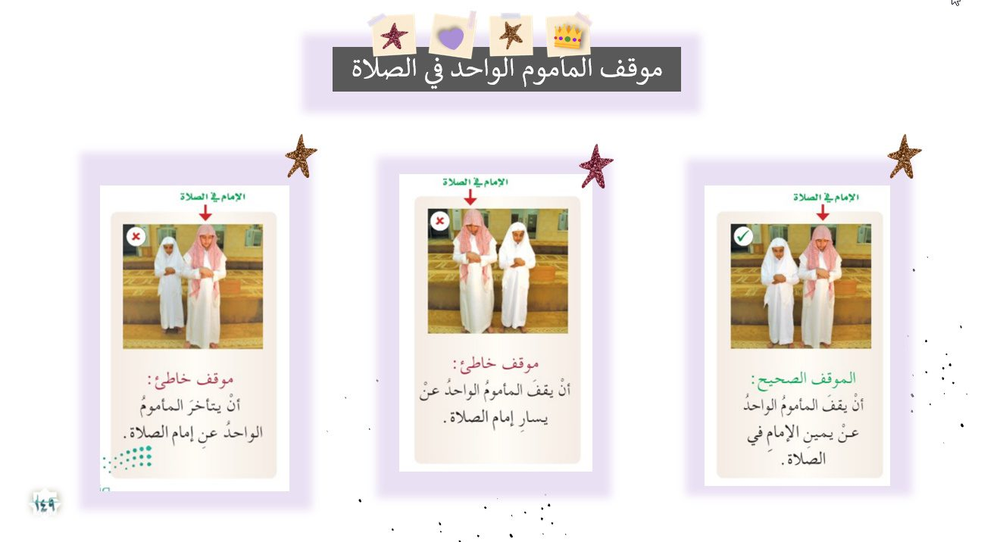 موقف المأموم الواحد في الصلاة
الإمام في الصلاة
الموقف الصحيح:
أنْ يقفَ المأمومُ الواحدُ
عنْ يمينِ الإمامِ في
الصلاة.
الإمام في الصلاة
موقف خاطئ:
أنْ يقفَ المأمومُ الواحدُ عنْ
يسارِ إمام الصلاة.
الإمام في الصلاة
موقف خاطئ:
أنْ يتأخرَ المأمومُ
الواحدُ عنِ إمام الصلاة.
١٤٩